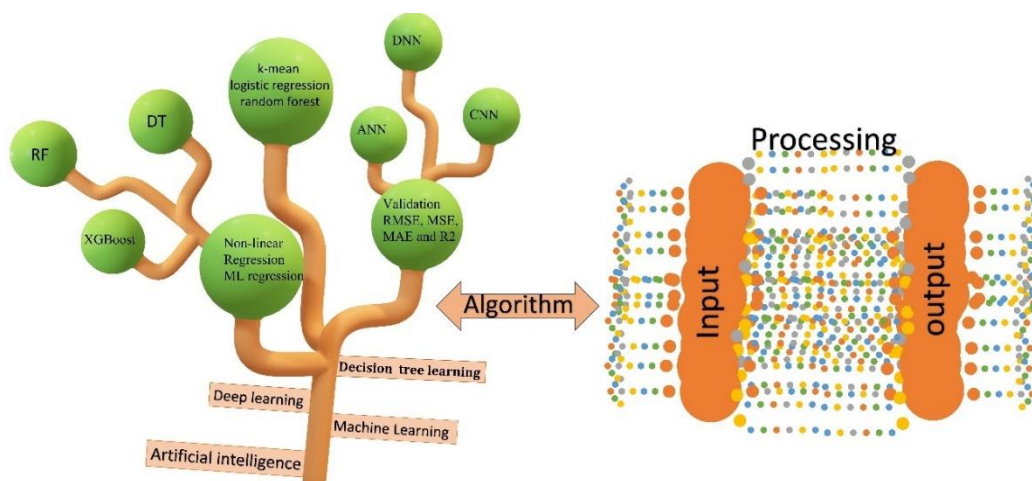 DNN
k-mean
logistic regression
random forest
ANN
CNN
DT
RF
XGBoost
Non-linear
Regression
ML regression
Validation
RMSE, MSE,
MAE and R2
Decision tree learning
Deep learning
Machine Learning
Artificial intelligence
Algorithm
Processing
Input
output